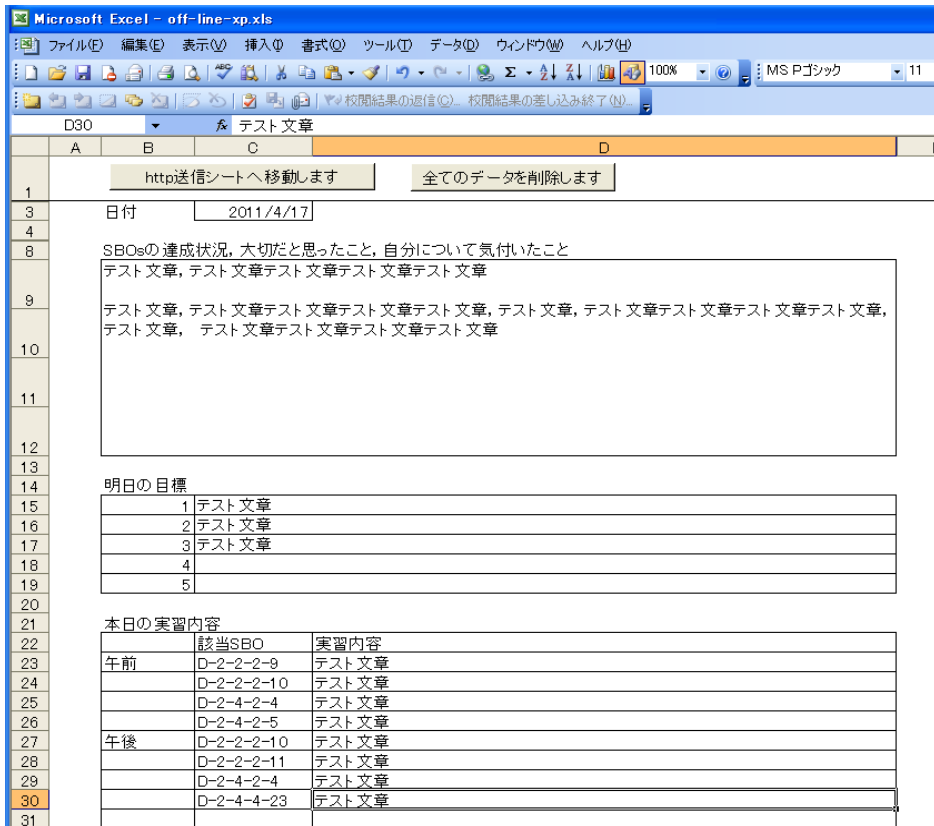 Microsoft Excel - off-line-xp.xls
ファイル(F) 編集(E) 表示(V) 挿入(I) 書式(O) ツール(T) データ(D) ウィンドウ(W) ヘルプ(H)
100% MS Pゴシック 11
校閲結果の返信(C)... 校閲結果の差し込み終了(N)...
D30 fx テスト文章
A B C D
http送信シートへ移動します 全てのデータを削除します
1
3 日付 2011/4/17
4
8 SBOsの達成状況, 大切だと思ったこと, 自分について気付いたこと
テスト文章, テスト文章テスト文章テスト文章テスト文章
9
テスト文章, テスト文章テスト文章テスト文章テスト文章, テスト文章, テスト文章テスト文章テスト文章テスト文章,
テスト文章, テスト文章テスト文章テスト文章テスト文章
10
11
12
13
14 明日の目標
15 1 テスト文章
16 2 テスト文章
17 3 テスト文章
18 4
19 5
20
21 本日の実習内容
22 該当SBO 実習内容
23 午前 D-2-2-2-9 テスト文章
24 D-2-2-2-10 テスト文章
25 D-2-4-2-4 テスト文章
26 D-2-4-2-5 テスト文章
27 午後 D-2-2-2-10 テスト文章
28 D-2-2-2-11 テスト文章
29 D-2-4-2-4 テスト文章
30 D-2-4-4-23 テスト文章
31